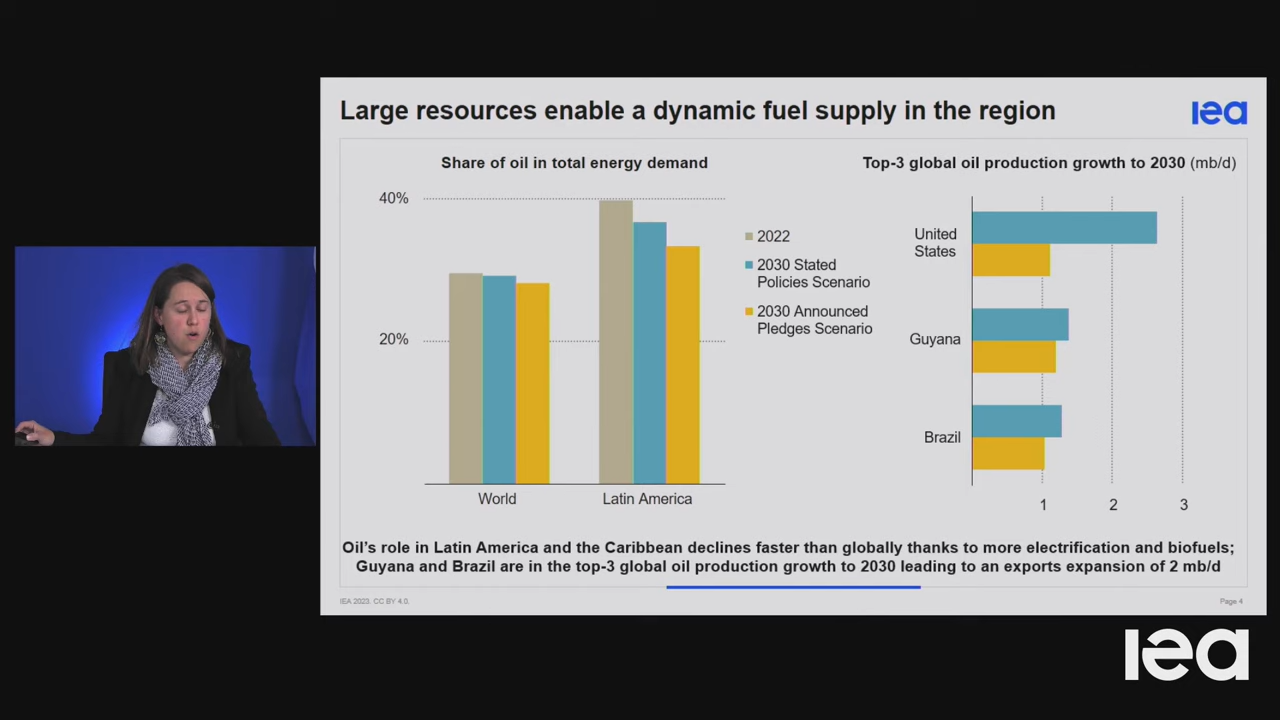 Large resources enable a dynamic fuel supply in the region
iea
Share of oil in total energy demand
40%
20%
World
Latin America
2022
2030 Stated
Policies Scenario
2030 Announced
Pledges Scenario
Top-3 global oil production growth to 2030 (mb/d)
United
States
Guyana
Brazil
1
2
3
Oil's role in Latin America and the Caribbean declines faster than globally thanks to more electrification and biofuels;
Guyana and Brazil are in the top-3 global oil production growth to 2030 leading to an exports expansion of 2 mb/d
IEA 2023. CC BY 4.0.
Page 4
iea